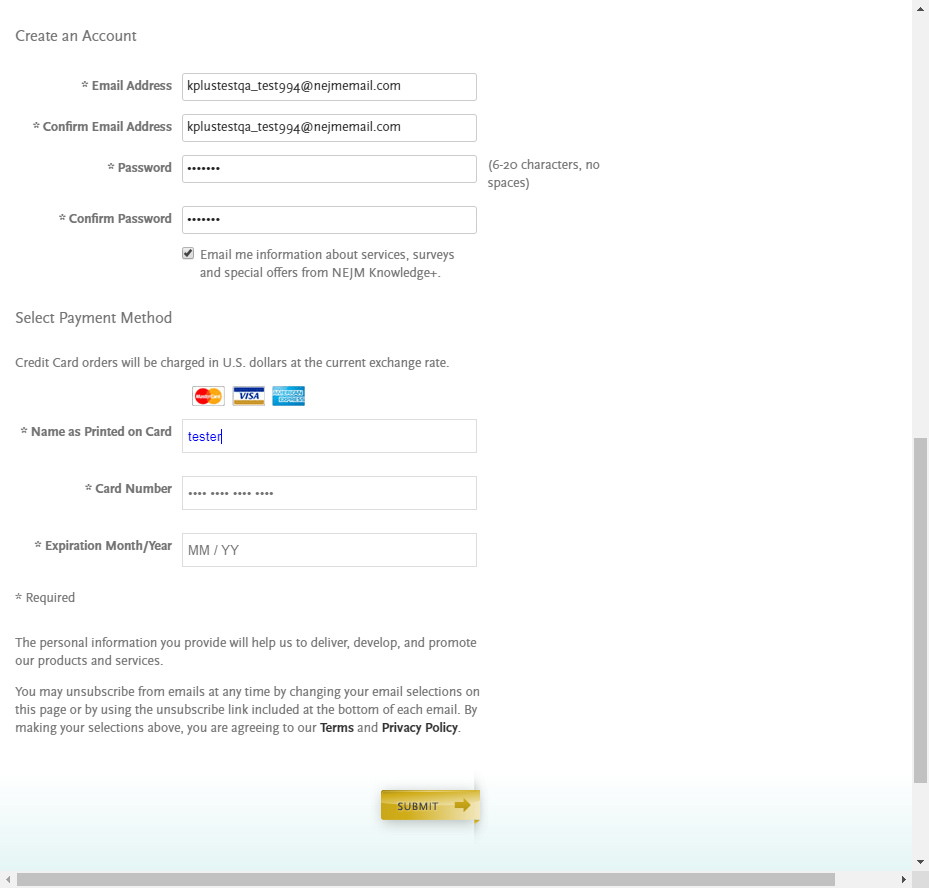 Create an Account
* Email Address
kplustestqa_test994@nejmemail.com
* Confirm Email Address
kplustestqa_test994@nejmemail.com
* Password
•••••••
(6-20 characters, no
spaces)
* Confirm Password
•••••••
Email me information about services, surveys
and special offers from NEJM Knowledge+.
Select Payment Method
Credit Card orders will be charged in U.S. dollars at the current exchange rate.
MasterCard VISA AMERICAN EXPRESS
* Name as Printed on Card
tester
* Card Number
•••• •••• •••• ••••
* Expiration Month/Year
MM / YY
* Required
The personal information you provide will help us to deliver, develop, and promote
our products and services.
You may unsubscribe from emails at any time by changing your email selections on
this page or by using the unsubscribe link included at the bottom of each email. By
making your selections above, you are agreeing to our Terms and Privacy Policy.
SUBMIT